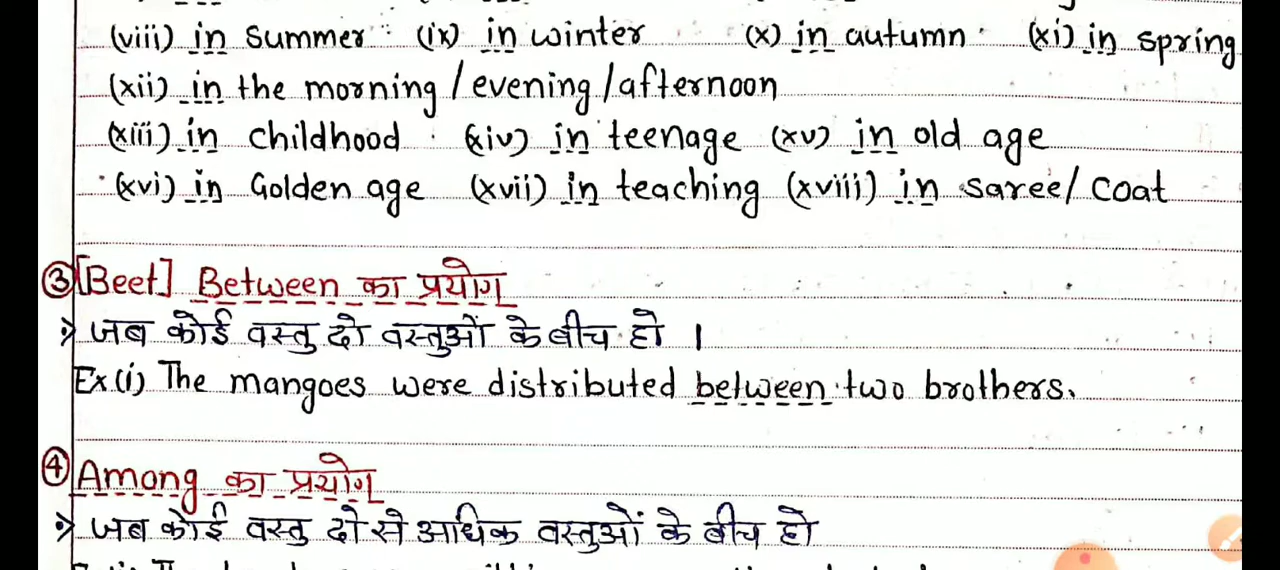 (viii) in summer (ix) in winter (x) in autumn (xi) in spring
(xii) in the morning / evening / afternoon
(xiii) in childhood (xiv) in teenage (xv) in old age
(xvi) in Golden age (xvii) in teaching (xviii) in saree / coat
③ [Beet] Between का प्रयोग
जब कोई वस्तु दो वस्तुओं के बीच हो ।
Ex.(i) The mangoes were distributed between two brothers.
④ Among का प्रयोग
जब कोई वस्तु दो से अधिक वस्तुओं के बीच हो